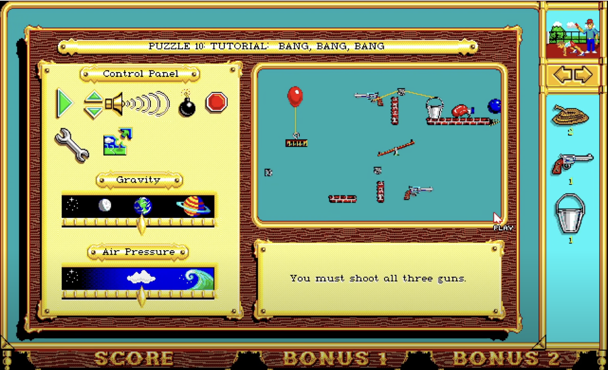 PUZZLE 10: TUTORIAL: BANG, BANG, BANG
Control Panel
Gravity
Air Pressure
PLAY
You must shoot all three guns.
2
1
1
SCORE BONUS 1 BONUS 2